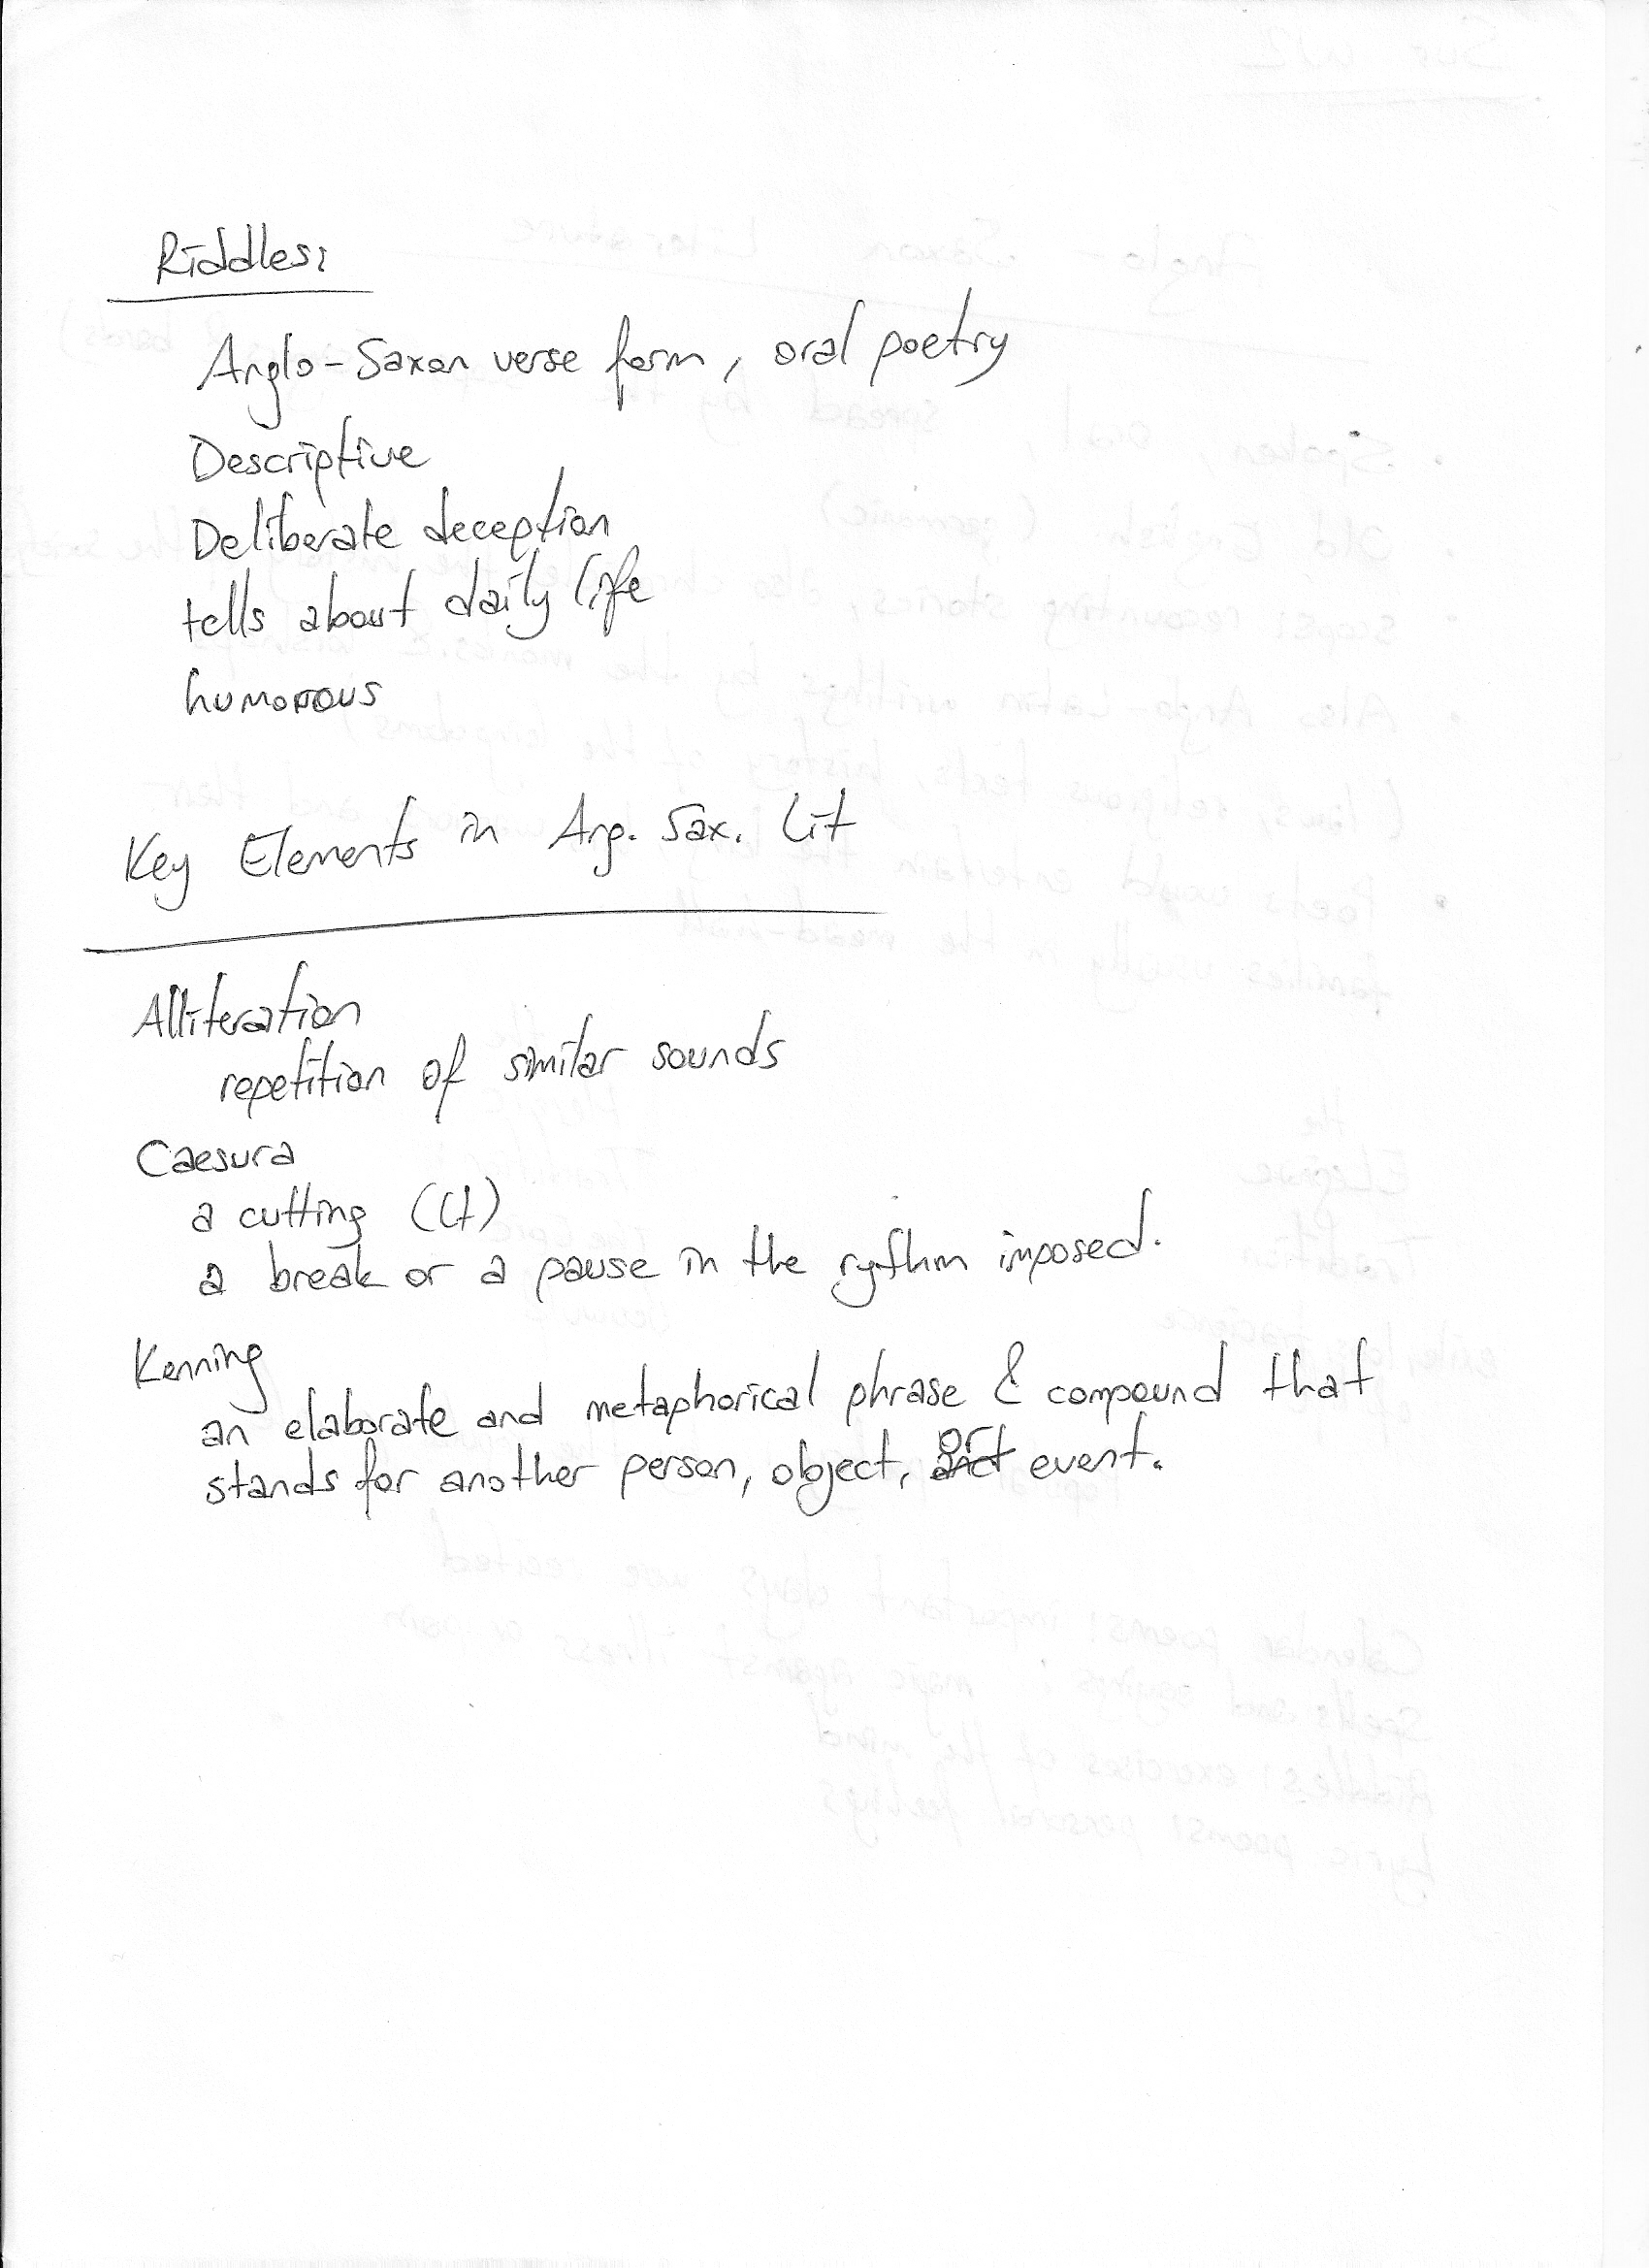 Riddles:
Anglo-Saxon verse form, oral poetry
Descriptive
Deliberate deception
tells about daily life
humorous
Key Elements in Ang. Sax. Lit
Alliteration
repetition of similar sounds
Caesura
a cutting (Lt)
a break or a pause in the rythm imposed.
Kenning
an elaborate and metaphorical phrase & compound that
stands for another person, object, or event.